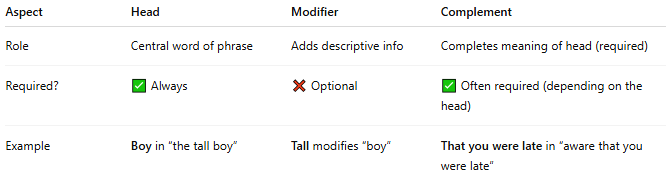 Aspect Head Modifier Complement
Role Central word of phrase Adds descriptive info Completes meaning of head (required)
Required? ✅ Always ❌ Optional ✅ Often required (depending on the
head)
Example Boy in “the tall boy” Tall modifies “boy” That you were late in “aware that you
were late”